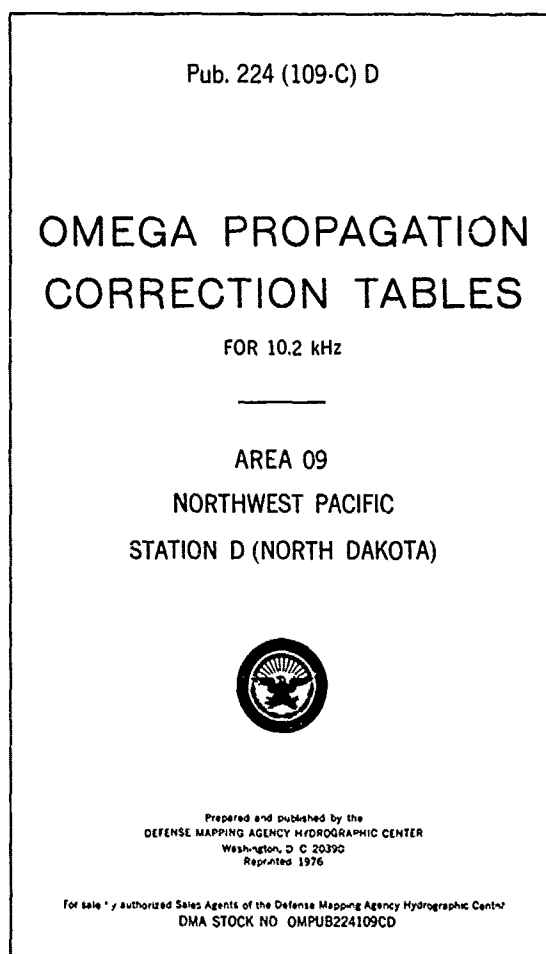 Pub. 224 (109-C) D
OMEGA PROPAGATION
CORRECTION TABLES
FOR 10.2 kHz
AREA 09
NORTHWEST PACIFIC
STATION D (NORTH DAKOTA)
Prepared and published by the
DEFENSE MAPPING AGENCY HYDROGRAPHIC CENTER
Washington, D C 20390
Reprinted 1976
For sale y authorized Sales Agents of the Defense Mapping Agency Hydrographic Center
DMA STOCK NO OMPUB224109CD